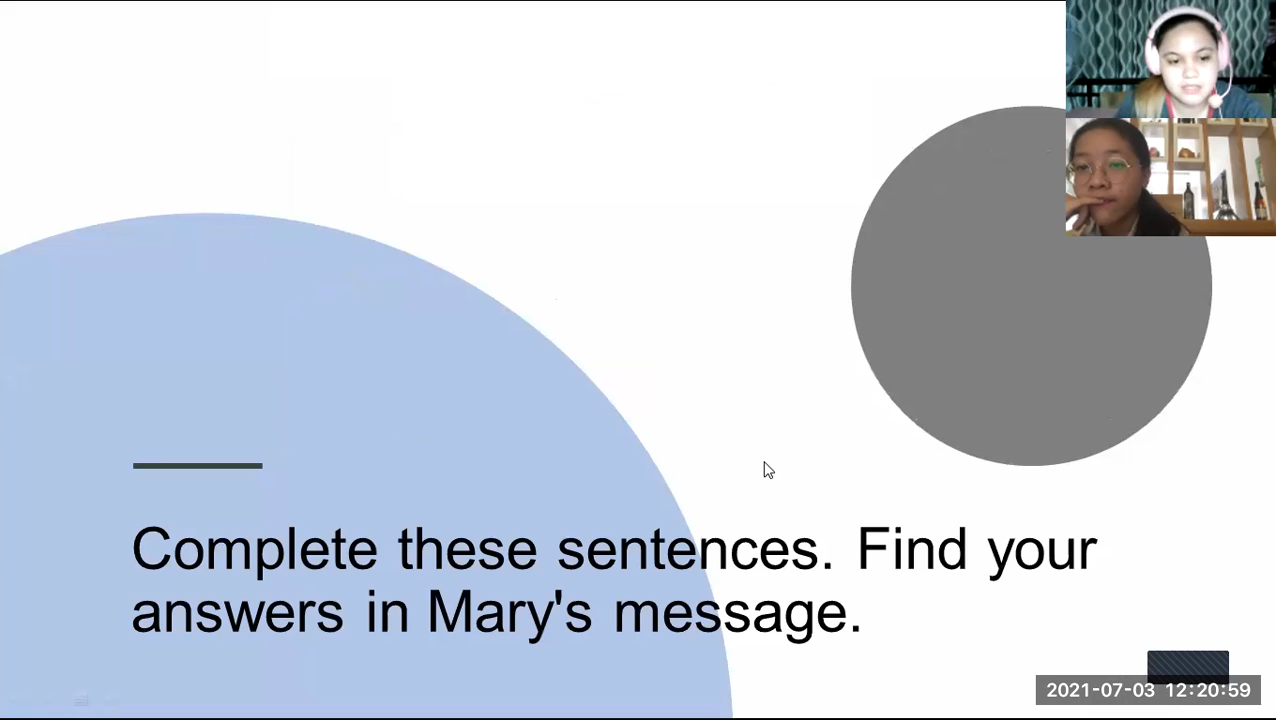 Complete these sentences. Find your
answers in Mary's message.
2021-07-03 12:20:59